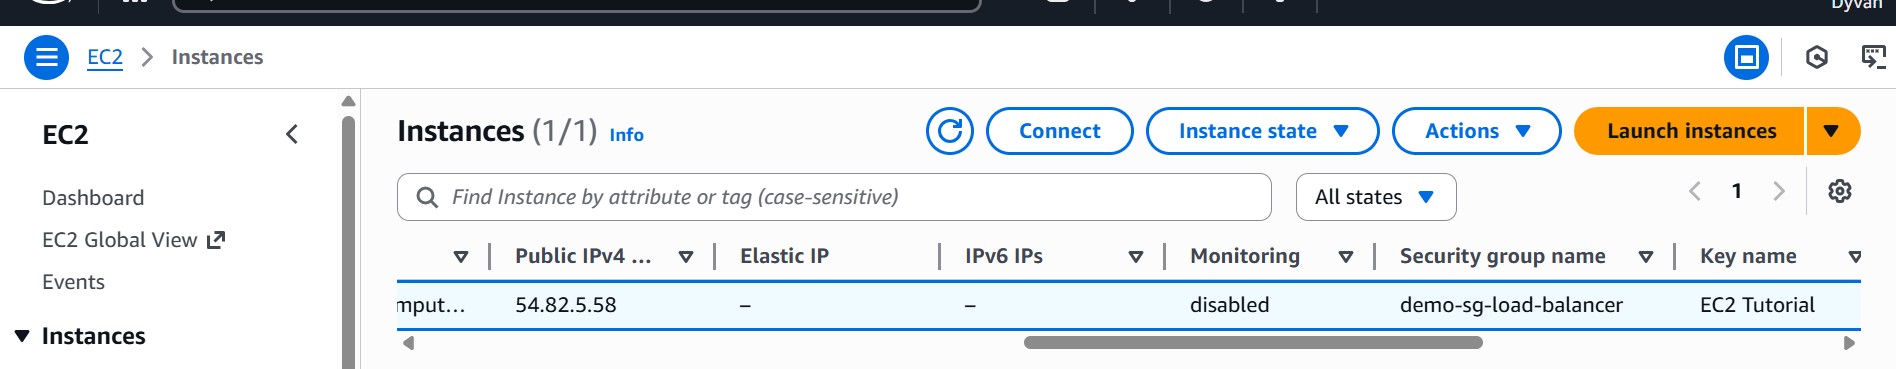 Dyvan
EC2 > Instances
EC2
Dashboard
EC2 Global View
Events
Instances
Instances (1/1) Info
Connect
Instance state
Actions
Launch instances
Find Instance by attribute or tag (case-sensitive)
All states
1
Public IPv4 ... Elastic IP IPv6 IPs Monitoring Security group name Key name
mput... 54.82.5.58 – – disabled demo-sg-load-balancer EC2 Tutorial